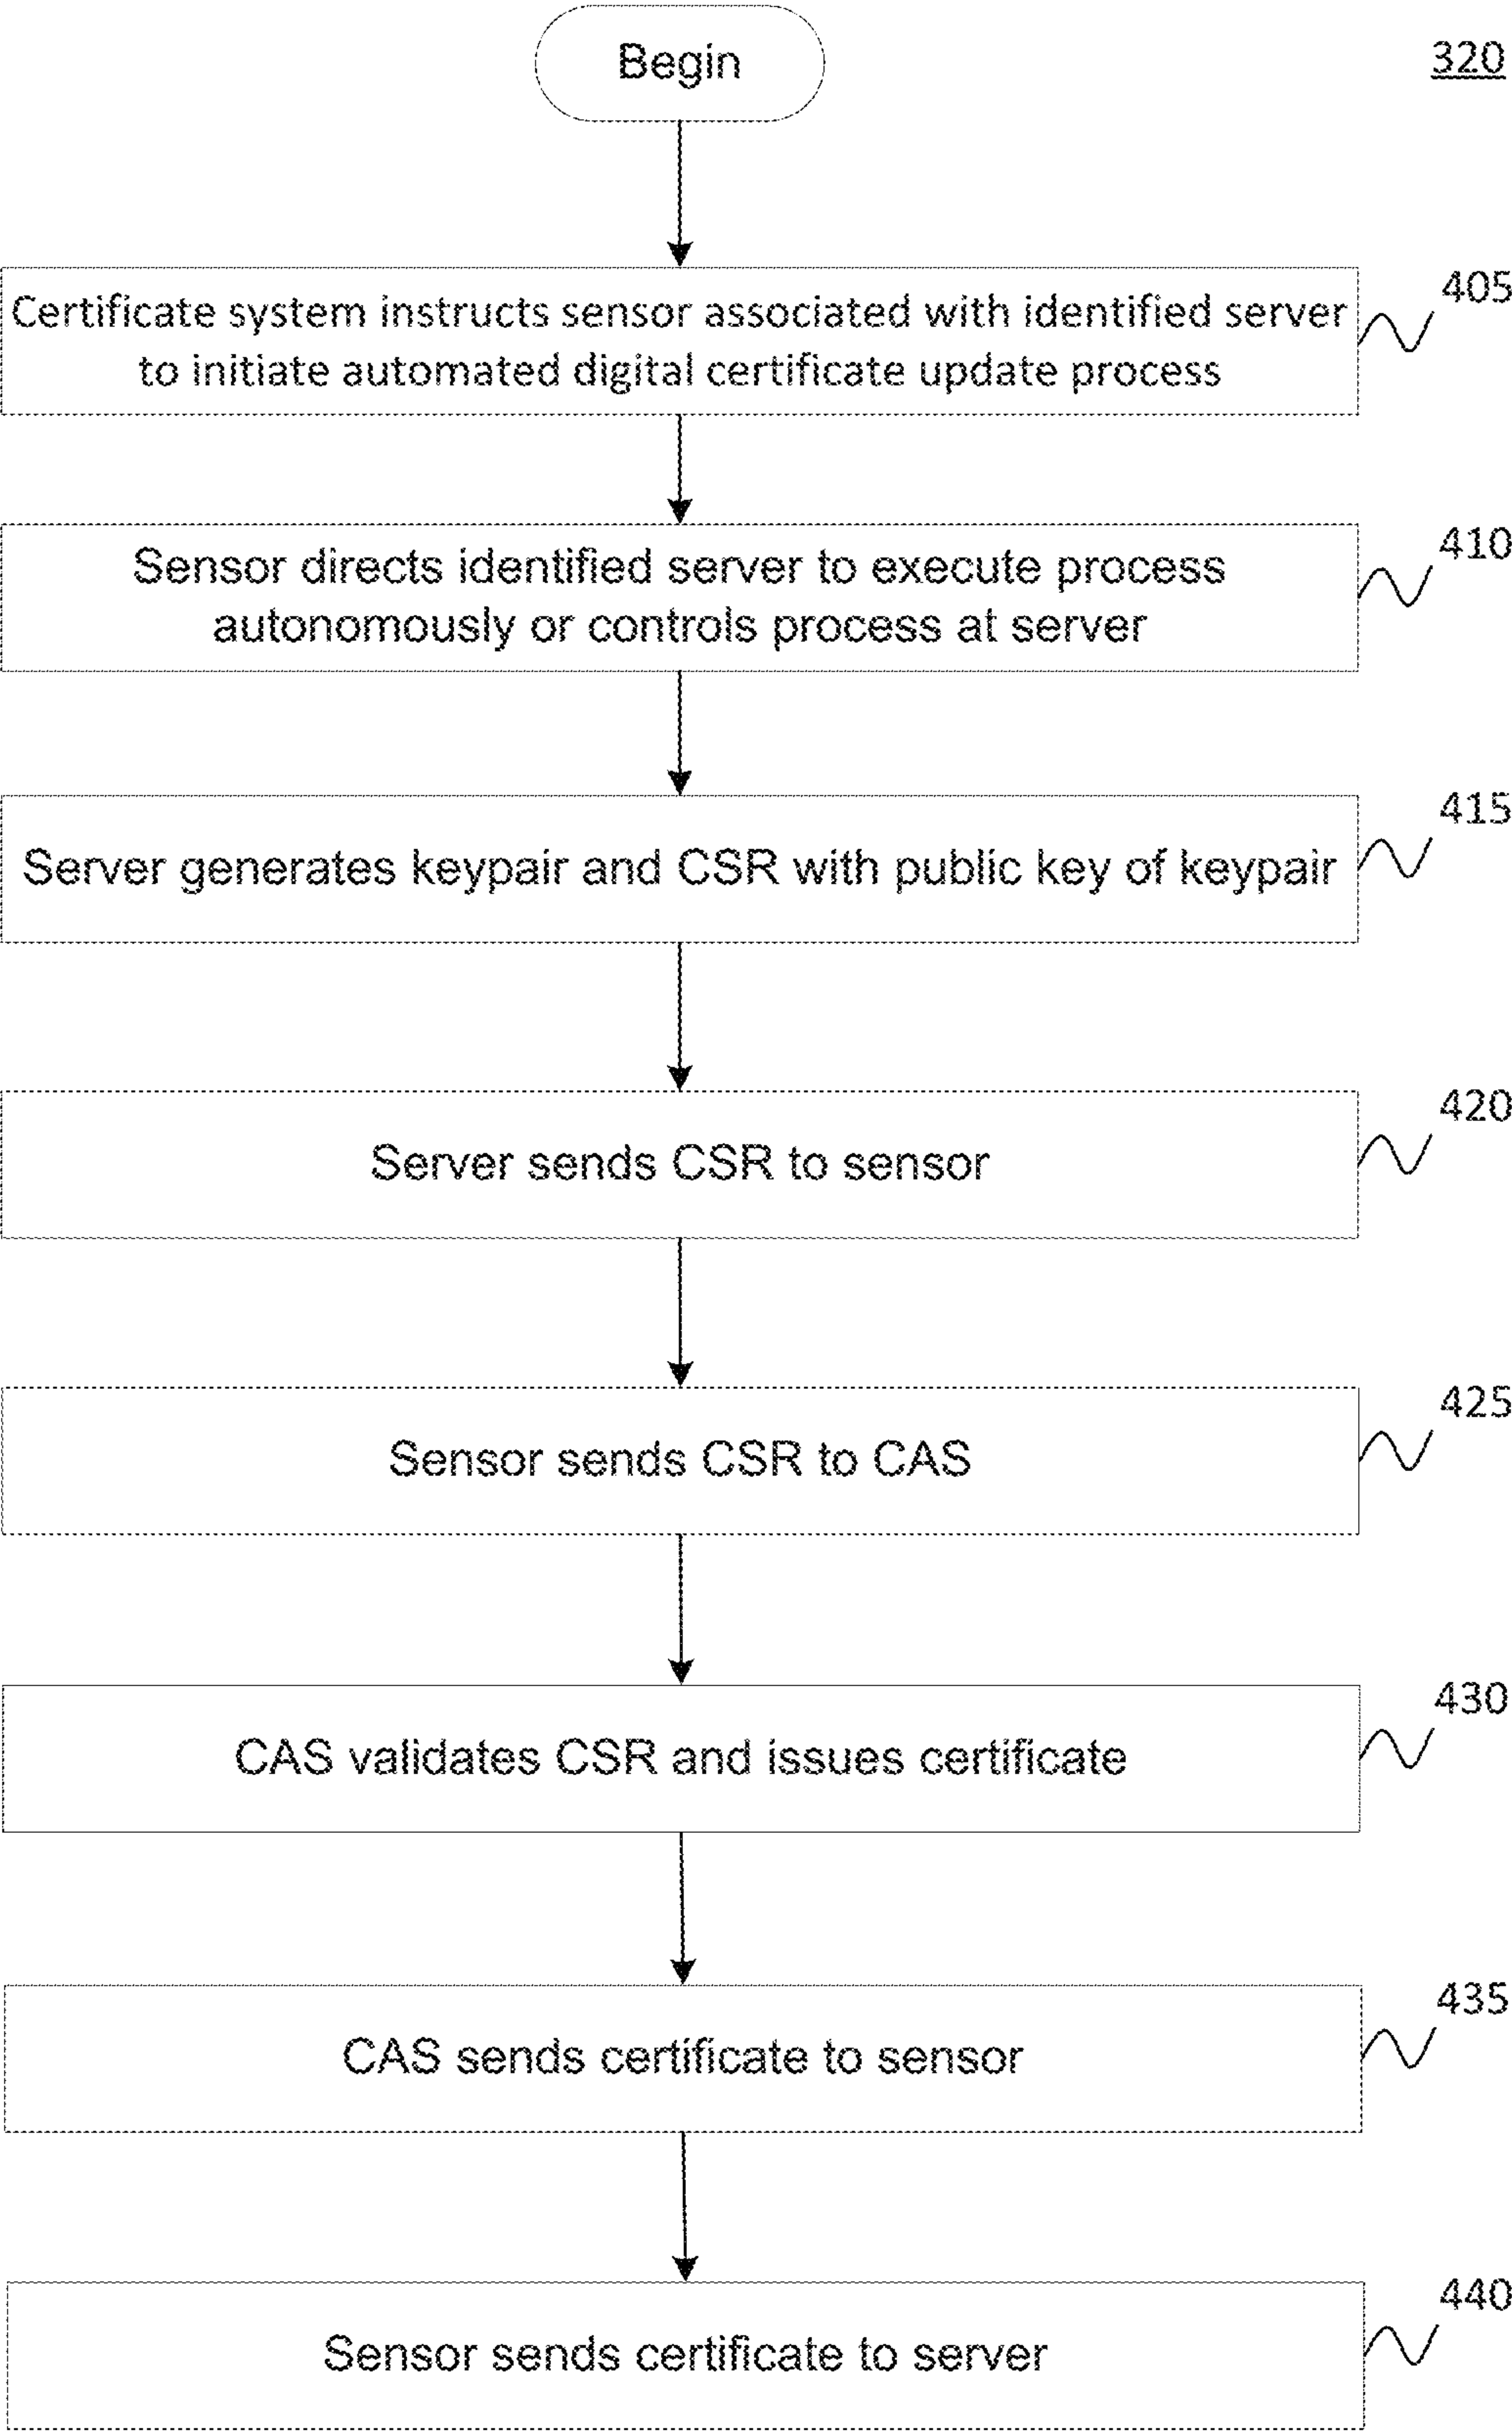 Begin
320
Certificate system instructs sensor associated with identified server
to initiate automated digital certificate update process
405
Sensor directs identified server to execute process
autonomously or controls process at server
410
Server generates keypair and CSR with public key of keypair
415
Server sends CSR to sensor
420
Sensor sends CSR to CAS
425
CAS validates CSR and issues certificate
430
CAS sends certificate to sensor
435
Sensor sends certificate to server
440